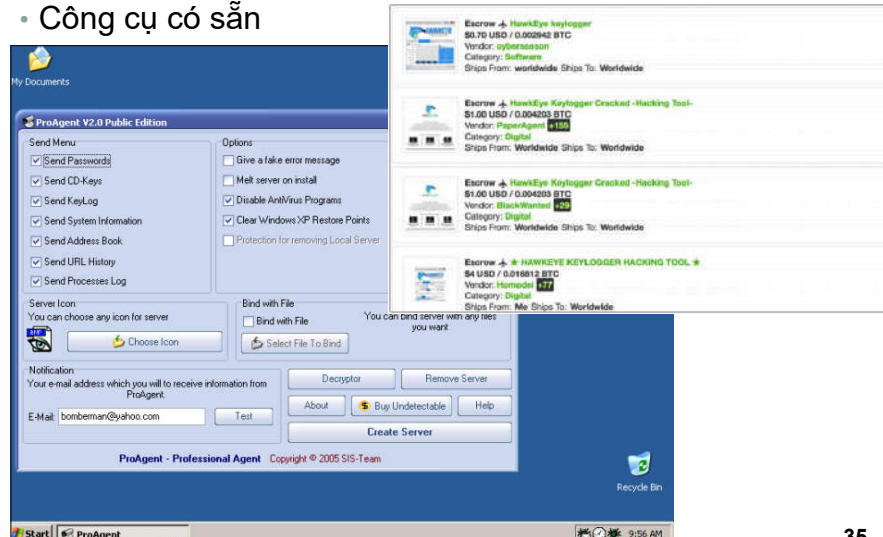 • Công cụ có sẵn
Escrow HawkEye keylogger
$0.70 USD / 0.002942 BTC
Vendor: cyberseason
Category: Software
Ships From: worldwide Ships To: Worldwide
Escrow HawkEye Keylogger Cracked -Hacking Tool-
$1.00 USD / 0.004203 BTC
Vendor: PaperAgent +155
Category: Digital
Ships From: Worldwide Ships To: Worldwide
Escrow HawkEye Keylogger Cracked -Hacking Tool-
$1.00 USD / 0.004203 BTC
Vendor: BlackWanted +29
Category: Digital
Ships From: Worldwide Ships To: Worldwide
Escrow ★ HAWKEYE KEYLOGGER HACKING TOOL ★
$4 USD / 0.016812 BTC
Vendor: Homodei +77
Category: Digital
Ships From: Me Ships To: Worldwide
My Documents
ProAgent V2.0 Public Edition
Send Menu
Send Passwords
Send CD-Keys
Send KeyLog
Send System Information
Send Address Book
Send URL History
Send Processes Log
Options
Give a fake error message
Melt server on install
Disable AntiVirus Programs
Clear Windows XP Restore Points
Protection for removing Local Server
Server Icon
You can choose any icon for server
Choose Icon
Bind with File
Bind with File
You can bind server with any files
you want
Select File To Bind
Notification
Your e-mail address which you will to receive information from
ProAgent.
E-Mail: bomberman@yahoo.com
Test
Decryptor
Remove Server
About
Buy Undetectable
Help
Create Server
ProAgent - Professional Agent Copyright © 2005 SIS-Team
Recycle Bin
Start
ProAgent
9:56 AM
35